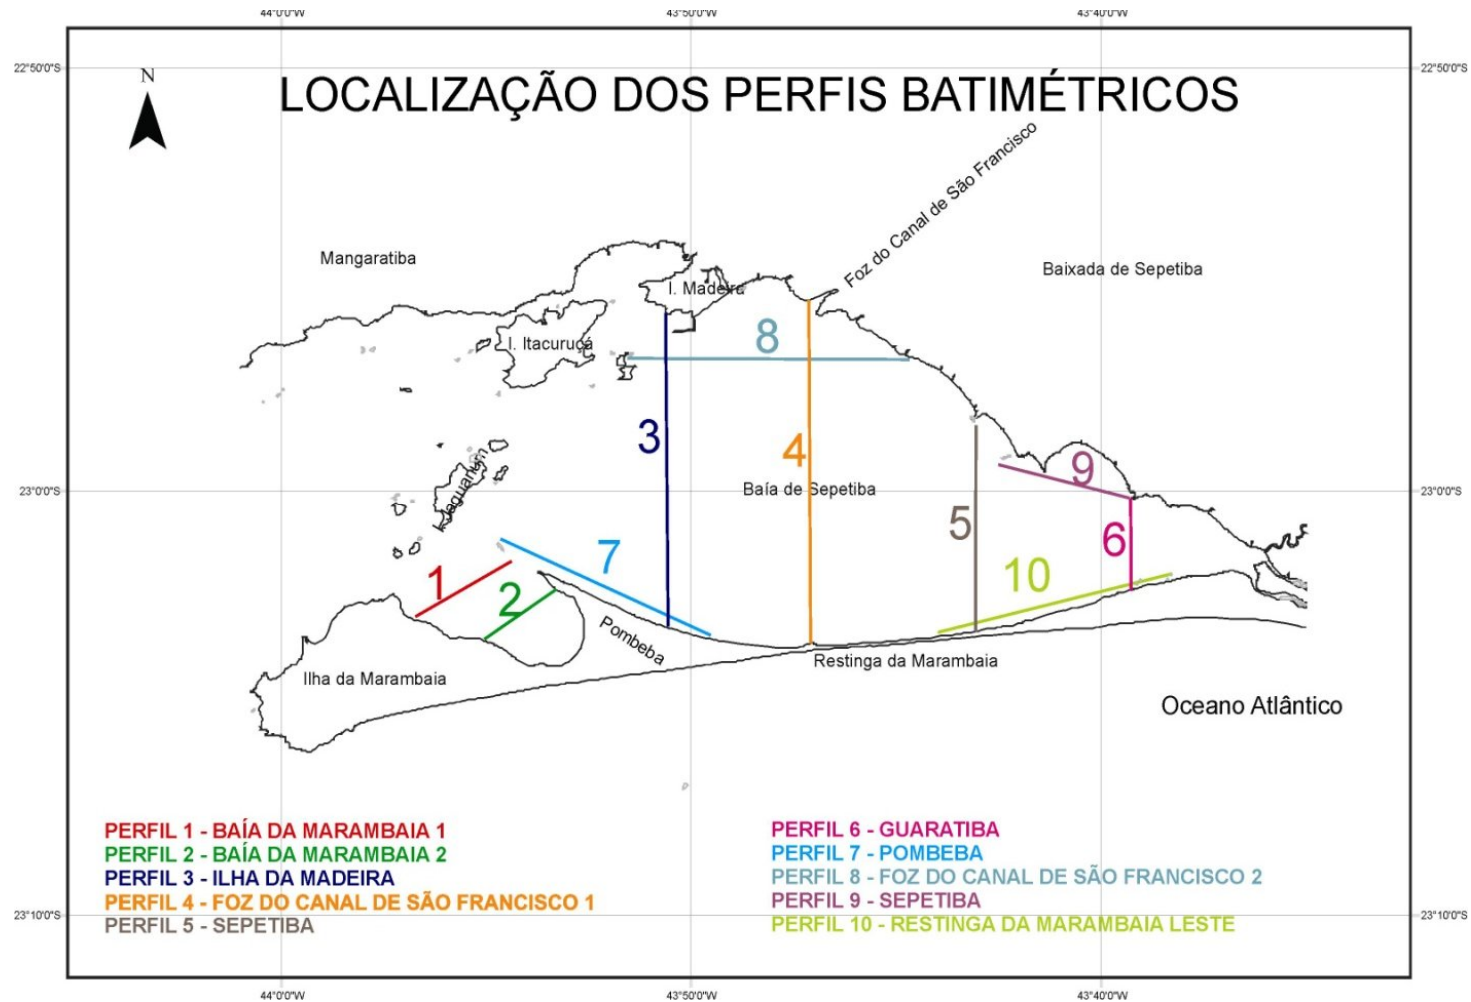 44°0'0"W 43°50'0"W 43°40'0"W
22°50'0"S 22°50'0"S
N
LOCALIZAÇÃO DOS PERFIS BATIMÉTRICOS
Foz do Canal de São Francisco
Mangaratiba
Baixada de Sepetiba
I. Madeira
I. Itacuruçá
8
3
4
9
I. Jaguanum
23°0'0"S 23°0'0"S
Baía de Sepetiba
5
6
7
10
1
2
Pombeba
Restinga da Marambaia
Ilha da Marambaia
Oceano Atlântico
PERFIL 1 - BAÍA DA MARAMBAIA 1
PERFIL 2 - BAÍA DA MARAMBAIA 2
PERFIL 3 - ILHA DA MADEIRA
PERFIL 4 - FOZ DO CANAL DE SÃO FRANCISCO 1
PERFIL 5 - SEPETIBA
PERFIL 6 - GUARATIBA
PERFIL 7 - POMBEBA
PERFIL 8 - FOZ DO CANAL DE SÃO FRANCISCO 2
PERFIL 9 - SEPETIBA
PERFIL 10 - RESTINGA DA MARAMBAIA LESTE
23°10'0"S 23°10'0"S
44°0'0"W 43°50'0"W 43°40'0"W